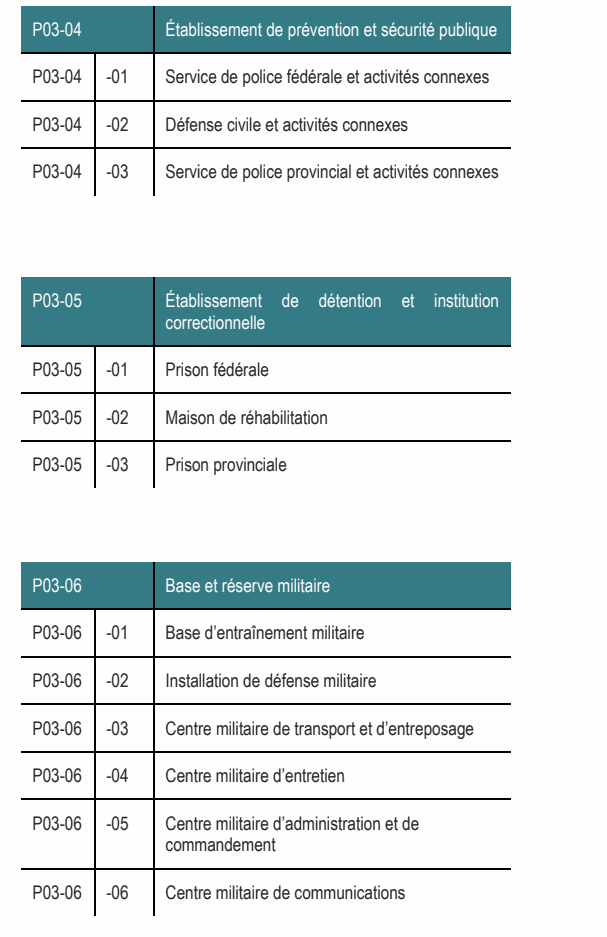 P03-04 Établissement de prévention et sécurité publique
P03-04 -01 Service de police fédérale et activités connexes
P03-04 -02 Défense civile et activités connexes
P03-04 -03 Service de police provincial et activités connexes
P03-05 Établissement de détention et institution
correctionnelle
P03-05 -01 Prison fédérale
P03-05 -02 Maison de réhabilitation
P03-05 -03 Prison provinciale
P03-06 Base et réserve militaire
P03-06 -01 Base d’entraînement militaire
P03-06 -02 Installation de défense militaire
P03-06 -03 Centre militaire de transport et d’entreposage
P03-06 -04 Centre militaire d’entretien
P03-06 -05 Centre militaire d’administration et de
commandement
P03-06 -06 Centre militaire de communications